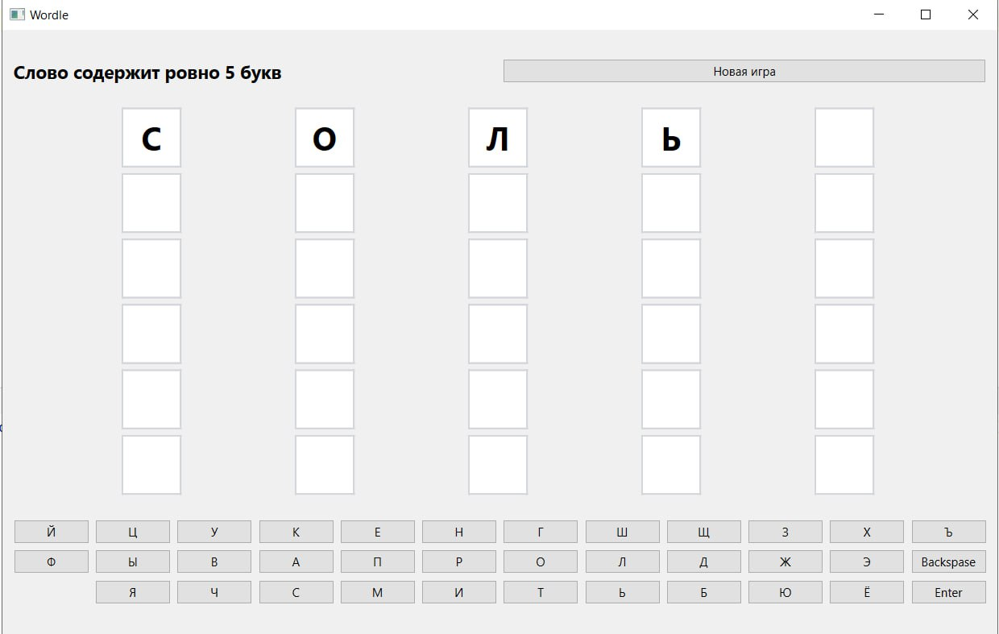 Wordle
Слово содержит ровно 5 букв
Новая игра
С О Л Ь
Й Ц У К Е Н Г Ш Щ З Х Ъ
Ф Ы В А П Р О Л Д Ж Э Backspase
Я Ч С М И Т Ь Б Ю Ё Enter